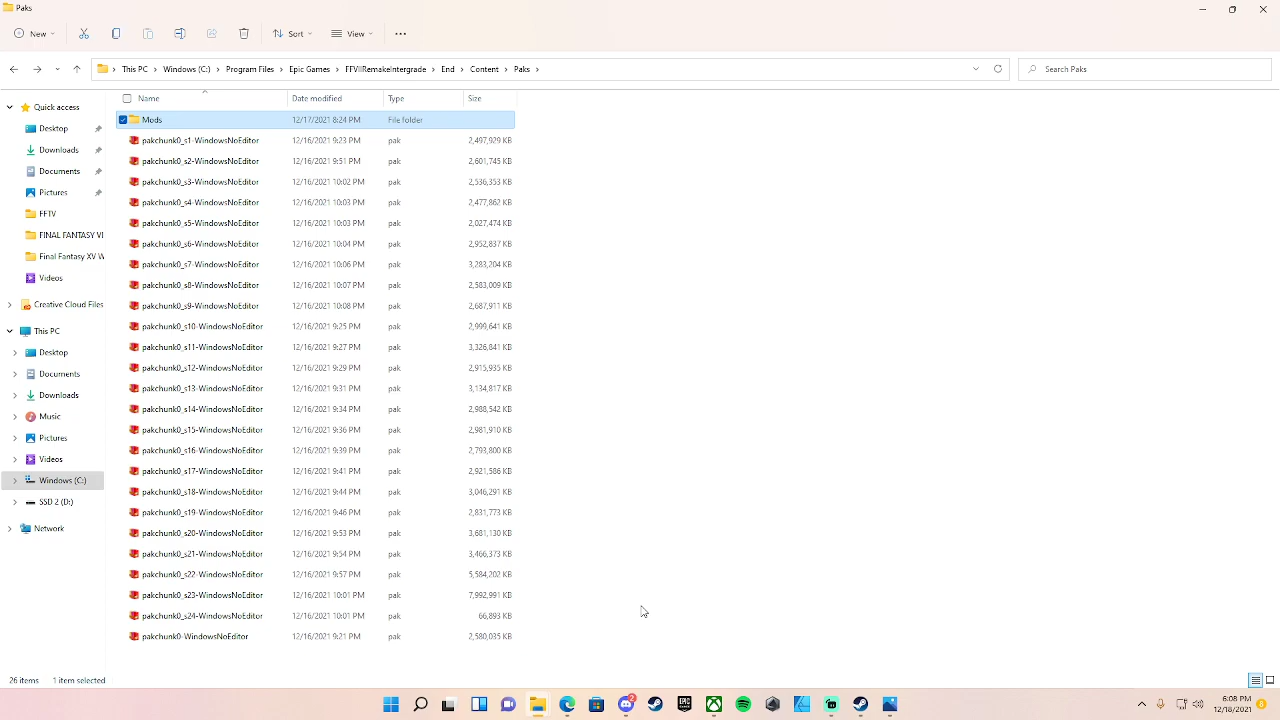 Paks
New
Sort
View
This PC > Windows (C:) > Program Files > Epic Games > FFVIIRemakeIntergrade > End > Content > Paks >
Search Paks
Name Date modified Type Size
Quick access
Desktop
Downloads
Documents
Pictures
FFTV
FINAL FANTASY VI
Final Fantasy XV W
Videos
Creative Cloud Files
This PC
Desktop
Documents
Downloads
Music
Pictures
Videos
Windows (C:)
SSD 2 (D:)
Network
Mods 12/17/2021 8:24 PM File folder
pakchunk0_s1-WindowsNoEditor 12/16/2021 9:23 PM pak 2,497,929 KB
pakchunk0_s2-WindowsNoEditor 12/16/2021 9:51 PM pak 2,601,745 KB
pakchunk0_s3-WindowsNoEditor 12/16/2021 10:02 PM pak 2,536,353 KB
pakchunk0_s4-WindowsNoEditor 12/16/2021 10:03 PM pak 2,477,862 KB
pakchunk0_s5-WindowsNoEditor 12/16/2021 10:03 PM pak 2,027,474 KB
pakchunk0_s6-WindowsNoEditor 12/16/2021 10:04 PM pak 2,952,837 KB
pakchunk0_s7-WindowsNoEditor 12/16/2021 10:06 PM pak 3,283,204 KB
pakchunk0_s8-WindowsNoEditor 12/16/2021 10:07 PM pak 2,583,009 KB
pakchunk0_s9-WindowsNoEditor 12/16/2021 10:08 PM pak 2,687,911 KB
pakchunk0_s10-WindowsNoEditor 12/16/2021 9:25 PM pak 2,999,641 KB
pakchunk0_s11-WindowsNoEditor 12/16/2021 9:27 PM pak 3,326,841 KB
pakchunk0_s12-WindowsNoEditor 12/16/2021 9:29 PM pak 2,915,935 KB
pakchunk0_s13-WindowsNoEditor 12/16/2021 9:31 PM pak 3,134,817 KB
pakchunk0_s14-WindowsNoEditor 12/16/2021 9:34 PM pak 2,988,542 KB
pakchunk0_s15-WindowsNoEditor 12/16/2021 9:36 PM pak 2,981,910 KB
pakchunk0_s16-WindowsNoEditor 12/16/2021 9:39 PM pak 2,793,800 KB
pakchunk0_s17-WindowsNoEditor 12/16/2021 9:41 PM pak 2,921,586 KB
pakchunk0_s18-WindowsNoEditor 12/16/2021 9:44 PM pak 3,046,291 KB
pakchunk0_s19-WindowsNoEditor 12/16/2021 9:46 PM pak 2,831,773 KB
pakchunk0_s20-WindowsNoEditor 12/16/2021 9:53 PM pak 3,681,130 KB
pakchunk0_s21-WindowsNoEditor 12/16/2021 9:54 PM pak 3,466,373 KB
pakchunk0_s22-WindowsNoEditor 12/16/2021 9:57 PM pak 5,584,202 KB
pakchunk0_s23-WindowsNoEditor 12/16/2021 10:01 PM pak 7,992,991 KB
pakchunk0_s24-WindowsNoEditor 12/16/2021 10:01 PM pak 66,893 KB
pakchunk0-WindowsNoEditor 12/16/2021 9:21 PM pak 2,580,035 KB
26 items 1 item selected
2
EPIC
6:08 PM
12/18/2021
8